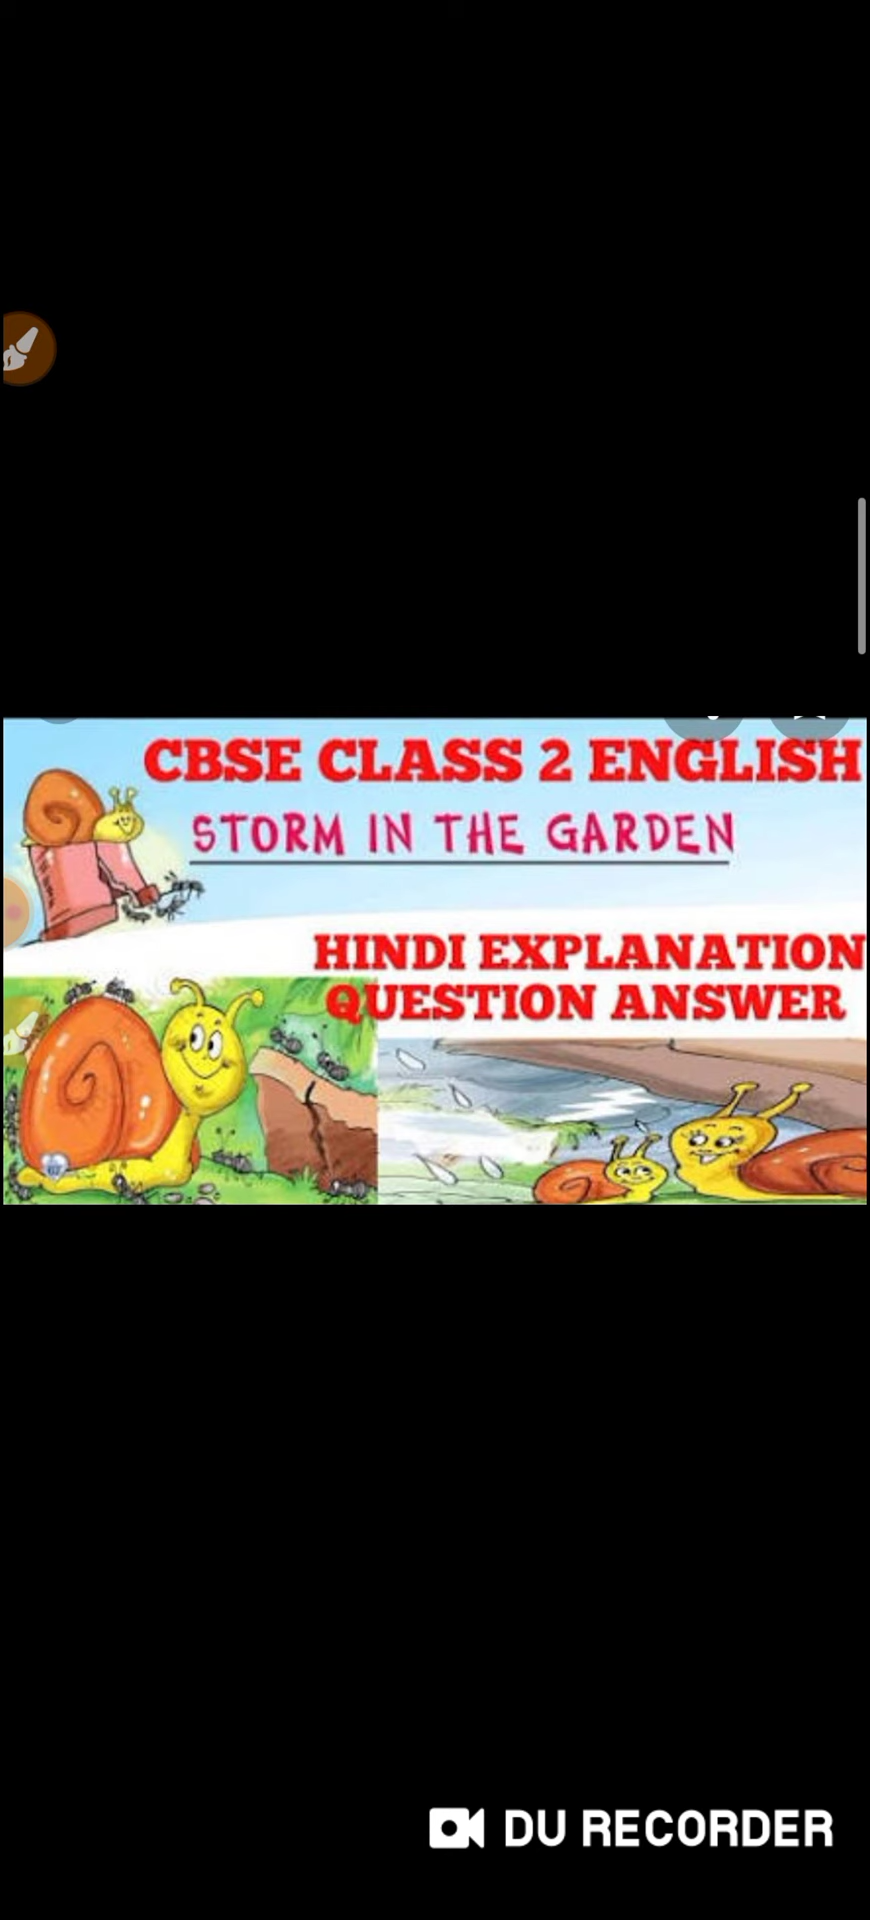 CBSE CLASS 2 ENGLISH
STORM IN THE GARDEN
HINDI EXPLANATION
QUESTION ANSWER
DU RECORDER